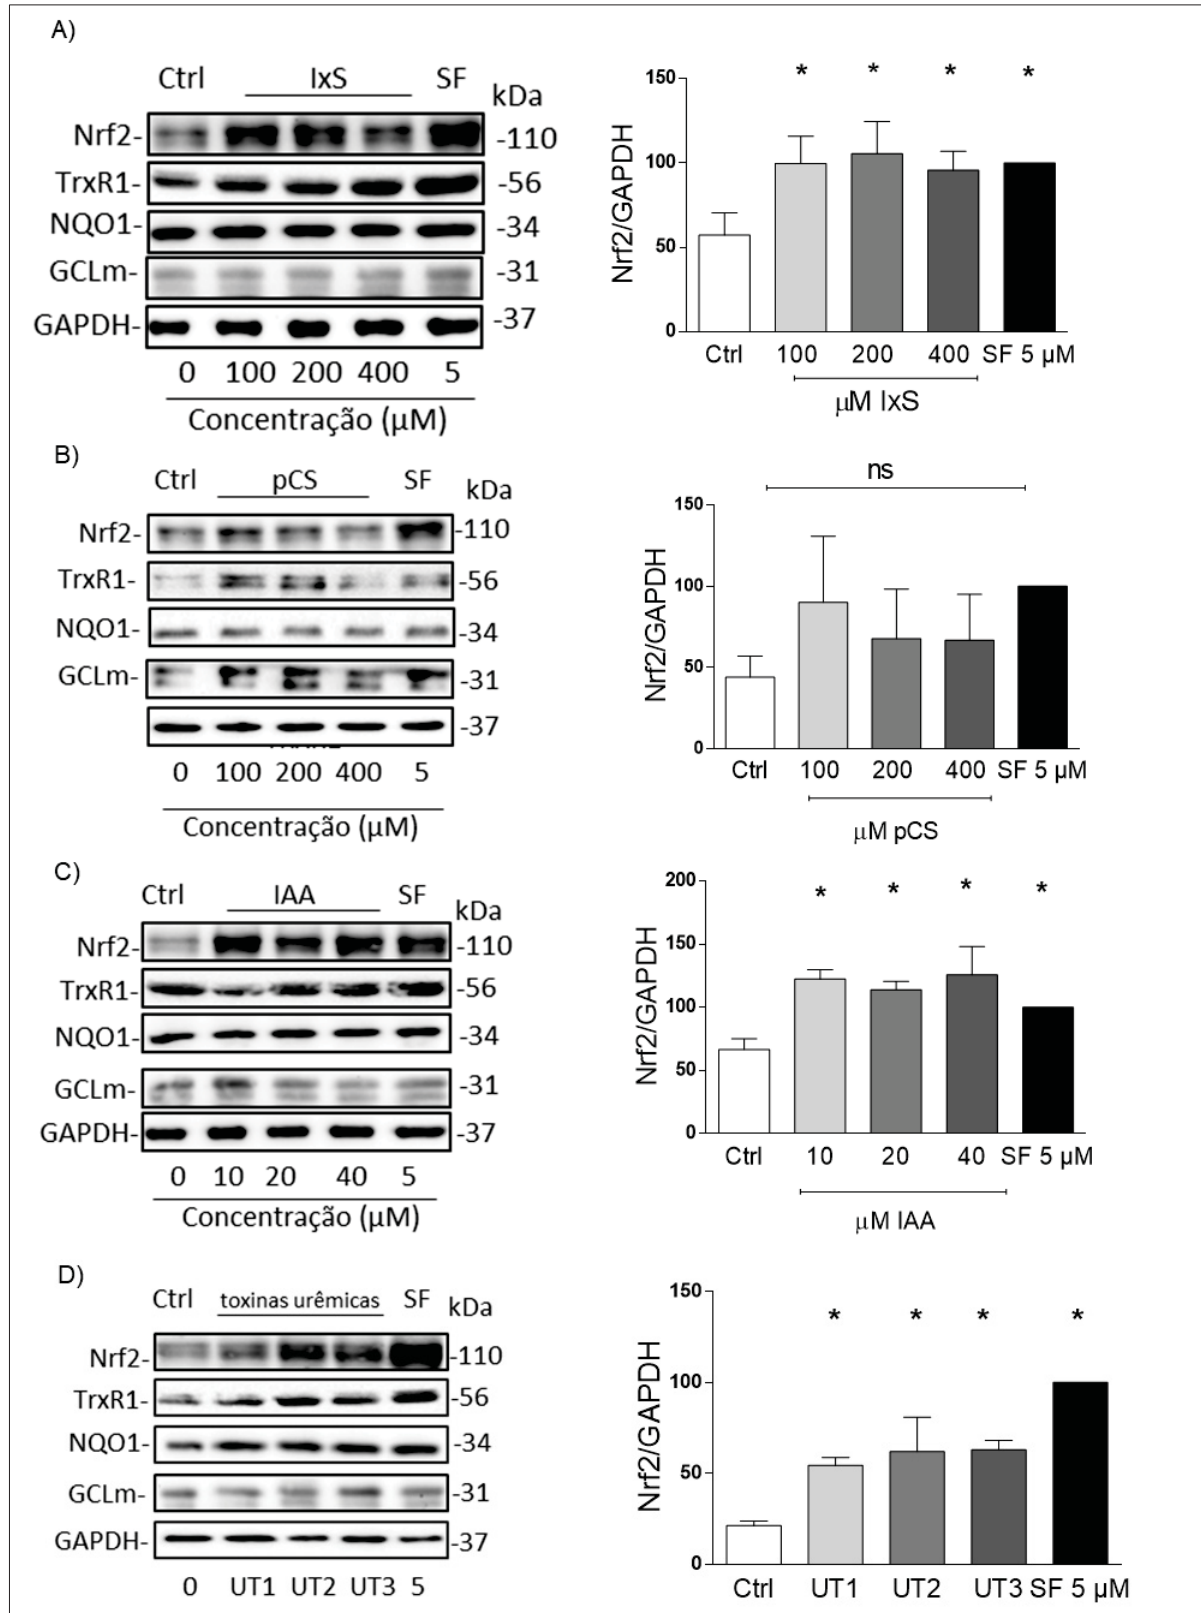 A)
Ctrl IxS SF
kDa
Nrf2- -110
TrxR1- -56
NQO1- -34
GCLm- -31
GAPDH- -37
0 100 200 400 5
Concentração (µM)
* * * *
150
100
50
0
Nrf2/GAPDH
Ctrl 100 200 400 SF 5 µM
µM IxS
B)
Ctrl pCS SF
kDa
Nrf2- -110
TrxR1- -56
NQO1- -34
GCLm- -31
-37
0 100 200 400 5
Concentração (µM)
ns
150
100
50
0
Nrf2/GAPDH
Ctrl 100 200 400 SF 5 µM
µM pCS
C)
Ctrl IAA SF
kDa
Nrf2- -110
TrxR1- -56
NQO1- -34
GCLm- -31
GAPDH- -37
0 10 20 40 5
Concentração (µM)
* * * *
200
150
100
50
0
Nrf2/GAPDH
Ctrl 10 20 40 SF 5 µM
µM IAA
D)
Ctrl toxinas urêmicas SF
kDa
Nrf2- -110
TrxR1- -56
NQO1- -34
GCLm- -31
GAPDH- -37
0 UT1 UT2 UT3 5
* * * *
150
100
50
0
Nrf2/GAPDH
Ctrl UT1 UT2 UT3 SF 5 µM